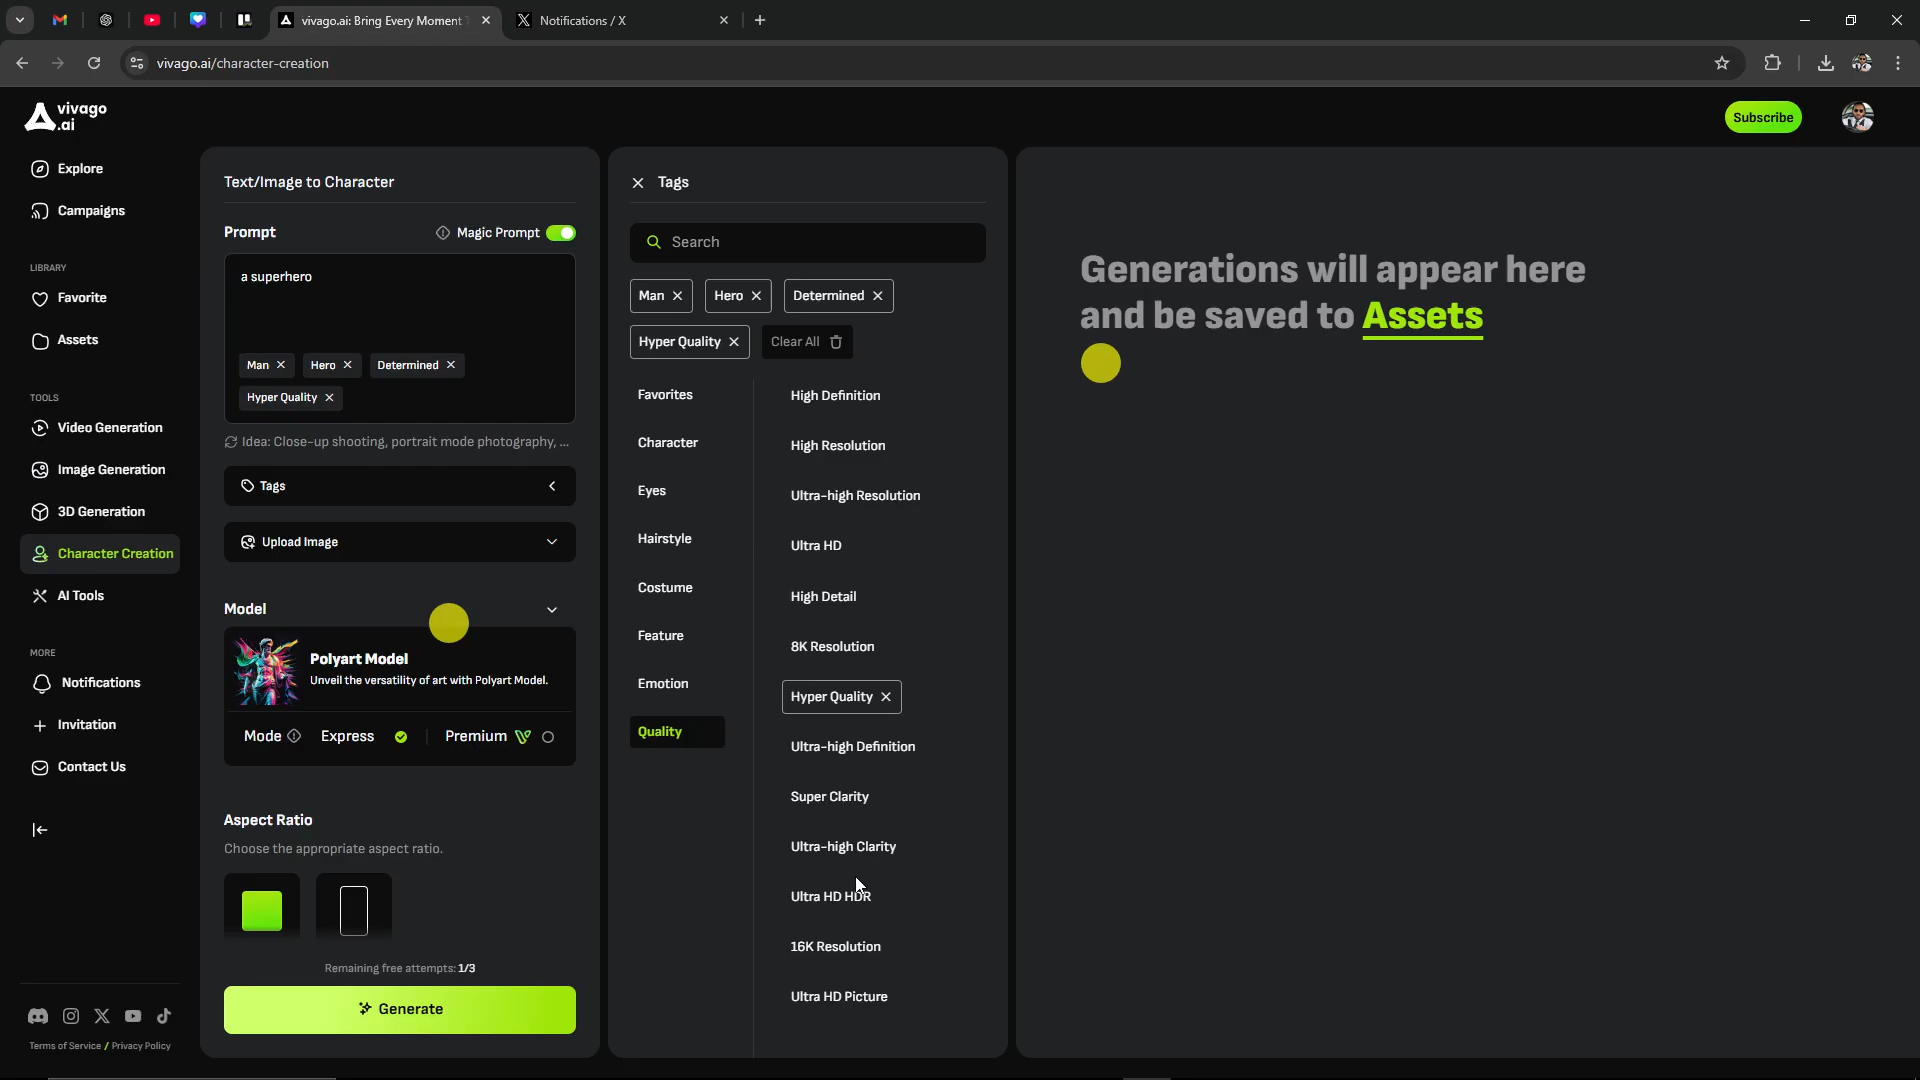 vivago.ai: Bring Every Moment T
Notifications / X
vivago.ai/character-creation
vivago
.ai
Subscribe
Explore
Campaigns
LIBRARY
Favorite
Assets
TOOLS
Video Generation
Image Generation
3D Generation
Character Creation
AI Tools
MORE
Notifications
Invitation
Contact Us
Terms of Service / Privacy Policy
Text/Image to Character
Prompt
Magic Prompt
a superhero
Man
Hero
Determined
Hyper Quality
Idea: Close-up shooting, portrait mode photography, ...
Tags
Upload Image
Model
Polyart Model
Unveil the versatility of art with Polyart Model.
Mode
Express
Premium
Aspect Ratio
Choose the appropriate aspect ratio.
Remaining free attempts: 1/3
Generate
Tags
Search
Man
Hero
Determined
Hyper Quality
Clear All
Favorites
Character
Eyes
Hairstyle
Costume
Feature
Emotion
Quality
High Definition
High Resolution
Ultra-high Resolution
Ultra HD
High Detail
8K Resolution
Hyper Quality
Ultra-high Definition
Super Clarity
Ultra-high Clarity
Ultra HD HDR
16K Resolution
Ultra HD Picture
Generations will appear here
and be saved to Assets